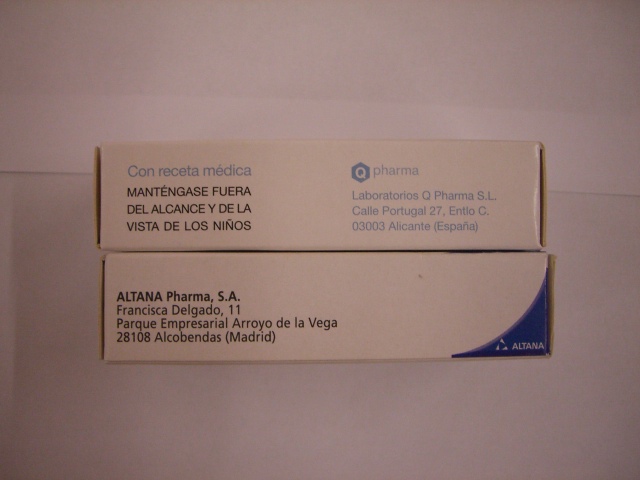 Con receta médica
MANTÉNGASE FUERA
DEL ALCANCE Y DE LA
VISTA DE LOS NIÑOS
Q pharma
Laboratorios Q Pharma S.L.
Calle Portugal 27, Entlo C.
03003 Alicante (España)
ALTANA Pharma, S.A.
Francisca Delgado, 11
Parque Empresarial Arroyo de la Vega
28108 Alcobendas (Madrid)
ALTANA